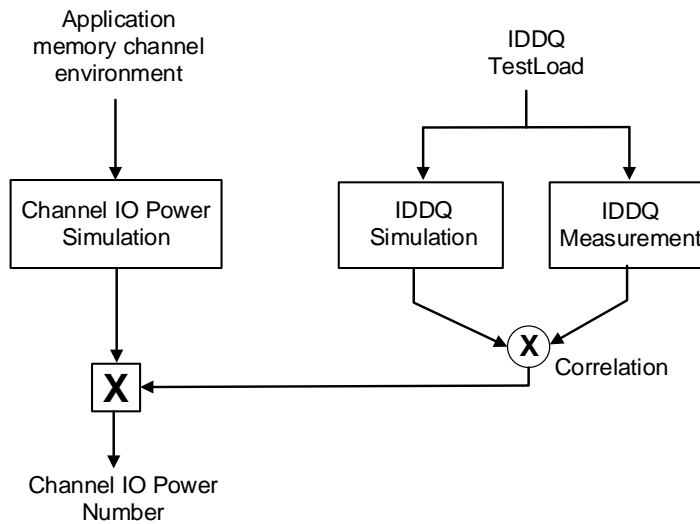 Application
memory channel
environment
IDDQ
TestLoad
Channel IO Power
Simulation
IDDQ
Simulation
IDDQ
Measurement
X
Correlation
X
Channel IO Power
Number